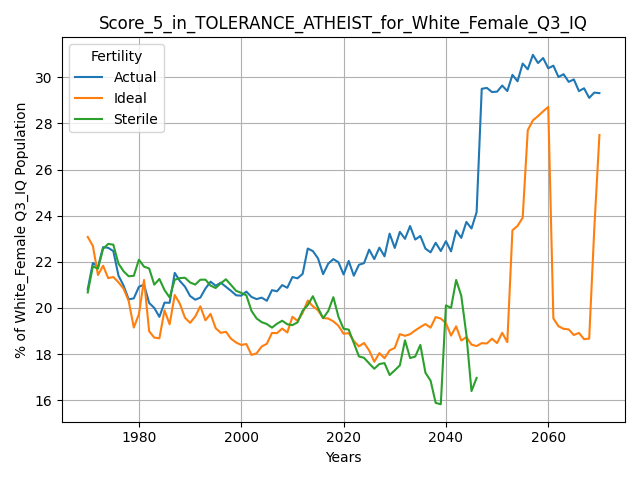 Score_5_in_TOLERANCE_ATHEIST_for_White_Female_Q3_IQ
Fertility
Actual
Ideal
Sterile
% of White_Female Q3_IQ Population
30
28
26
24
22
20
18
16
1980
2000
2020
2040
2060
Years